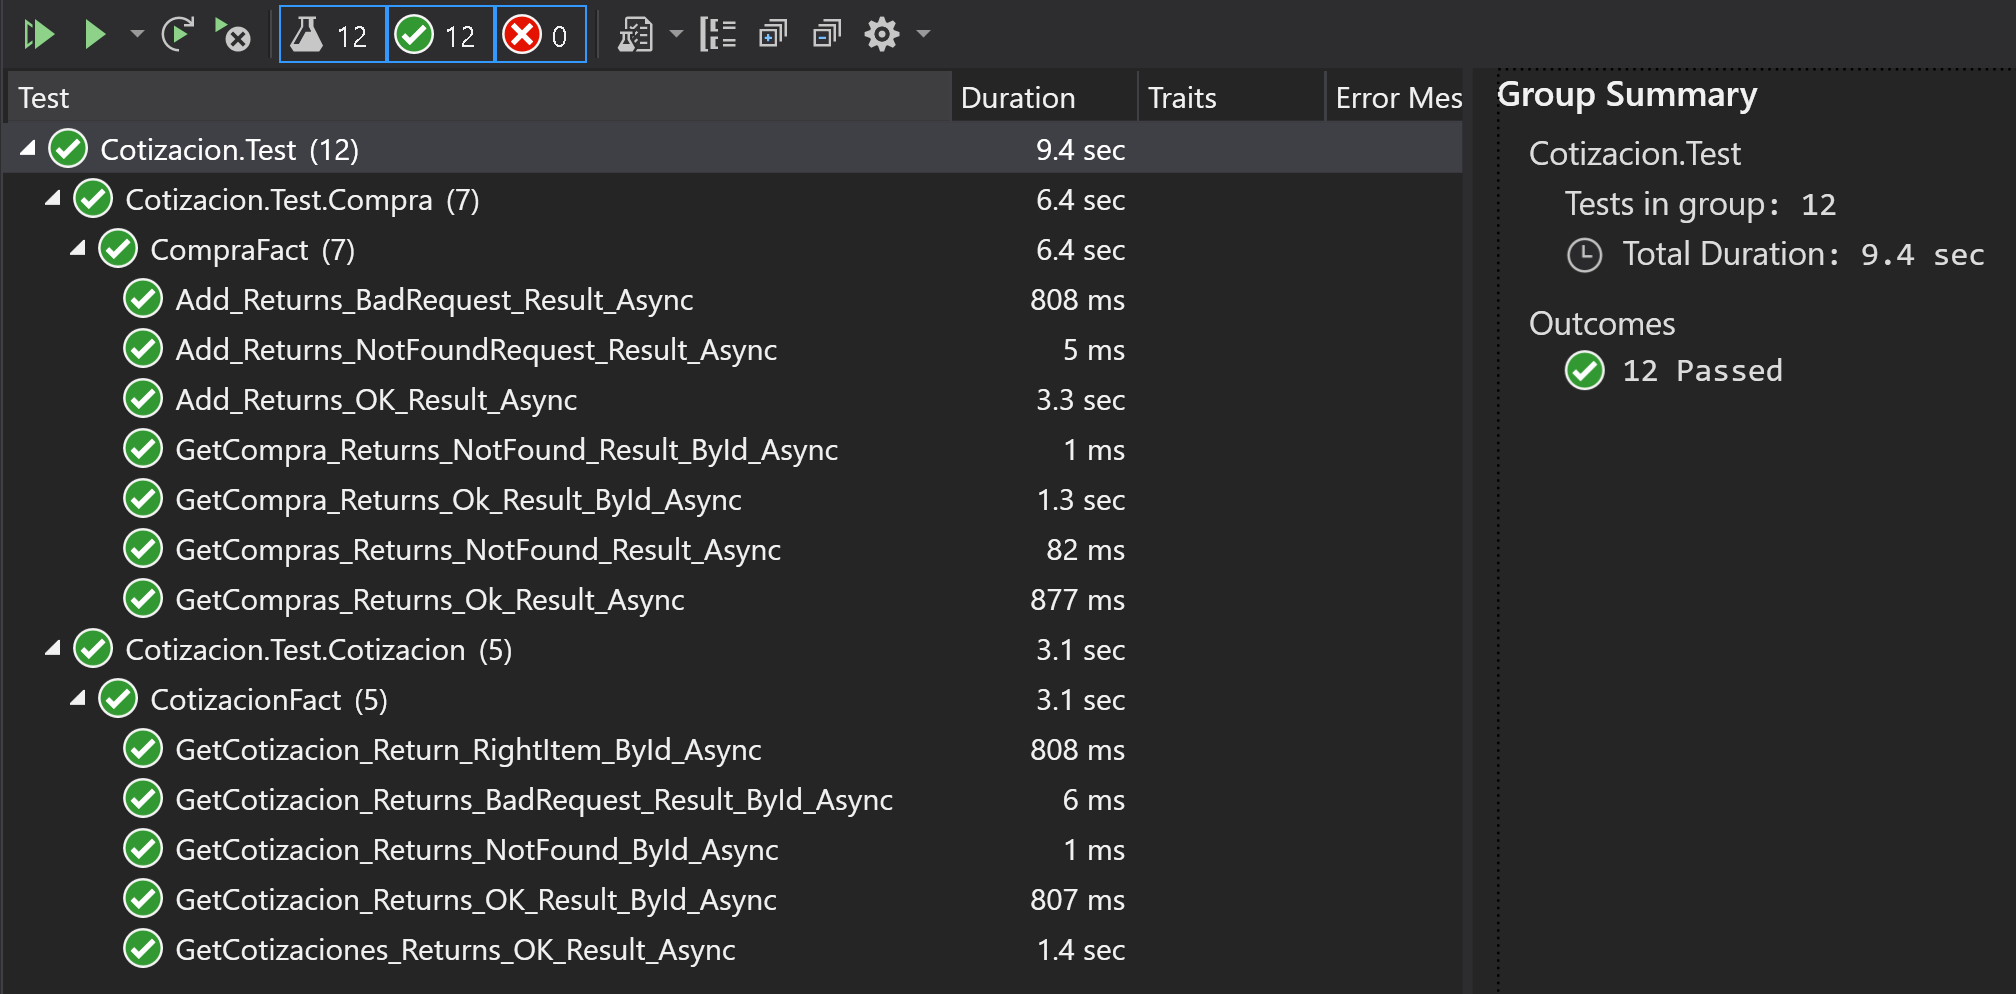 12 12 0
Test Duration Traits Error Mes
Cotizacion.Test (12) 9.4 sec
Cotizacion.Test.Compra (7) 6.4 sec
CompraFact (7) 6.4 sec
Add_Returns_BadRequest_Result_Async 808 ms
Add_Returns_NotFoundRequest_Result_Async 5 ms
Add_Returns_OK_Result_Async 3.3 sec
GetCompra_Returns_NotFound_Result_ById_Async 1 ms
GetCompra_Returns_Ok_Result_ById_Async 1.3 sec
GetCompras_Returns_NotFound_Result_Async 82 ms
GetCompras_Returns_Ok_Result_Async 877 ms
Cotizacion.Test.Cotizacion (5) 3.1 sec
CotizacionFact (5) 3.1 sec
GetCotizacion_Return_RightItem_ById_Async 808 ms
GetCotizacion_Returns_BadRequest_Result_ById_Async 6 ms
GetCotizacion_Returns_NotFound_ById_Async 1 ms
GetCotizacion_Returns_OK_Result_ById_Async 807 ms
GetCotizaciones_Returns_OK_Result_Async 1.4 sec
Group Summary
Cotizacion.Test
Tests in group: 12
Total Duration: 9.4 sec
Outcomes
12 Passed